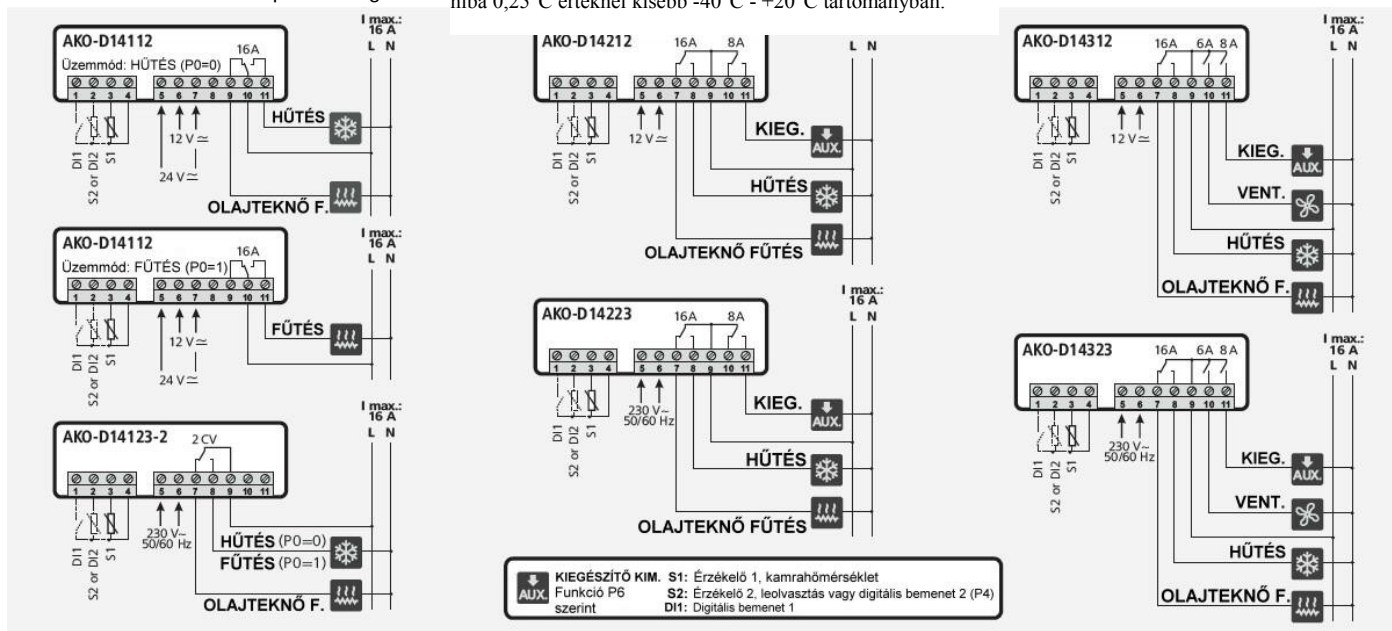 hiba 0,25°C értéknél kisebb -40°C - +20°C tartományban.
I max.:
16 A
L N
AKO-D14112
16A
Üzemmód: HŰTÉS (P0=0)
1 2 3 4 5 6 7 8 9 10 11
HŰTÉS
12 V ≂
DI1
S2 or DI2
S1
24 V ≂
OLAJTEKNŐ F.
I max.:
16 A
L N
AKO-D14112
16A
Üzemmód: FŰTÉS (P0=1)
1 2 3 4 5 6 7 8 9 10 11
FŰTÉS
12 V ≂
DI1
S2 or DI2
S1
24 V ≂
I max.:
16 A
L N
AKO-D14123-2
2 CV
1 2 3 4 5 6 7 8 9 10 11
DI1
S2 or DI2
S1
230 V~
50/60 Hz
HŰTÉS (P0=0)
FŰTÉS (P0=1)
OLAJTEKNŐ F.
L N
AKO-D14212
16A 8A
1 2 3 4 5 6 7 8 9 10 11
12 V ≂
DI1
S2 or DI2
S1
KIEG.
AUX.
HŰTÉS
OLAJTEKNŐ FŰTÉS
I max.:
16 A
L N
AKO-D14223
16A 8A
1 2 3 4 5 6 7 8 9 10 11
230 V~
50/60 Hz
DI1
S2 or DI2
S1
KIEG.
AUX.
HŰTÉS
OLAJTEKNŐ FŰTÉS
AUX.
KIEGÉSZÍTŐ KIM.
Funkció P6
szerint
S1: Érzékelő 1, kamrahőmérséklet
S2: Érzékelő 2, leolvasztás vagy digitális bemenet 2 (P4)
DI1: Digitális bemenet 1
I max.:
16 A
L N
AKO-D14312
16A 6A 8A
1 2 3 4 5 6 7 8 9 10 11
12 V ≂
DI1
S2 or DI2
S1
KIEG.
AUX.
VENT.
HŰTÉS
OLAJTEKNŐ F.
I max.:
16 A
L N
AKO-D14323
16A 6A 8A
1 2 3 4 5 6 7 8 9 10 11
230 V~
50/60 Hz
DI1
S2 or DI2
S1
KIEG.
AUX.
VENT.
HŰTÉS
OLAJTEKNŐ F.